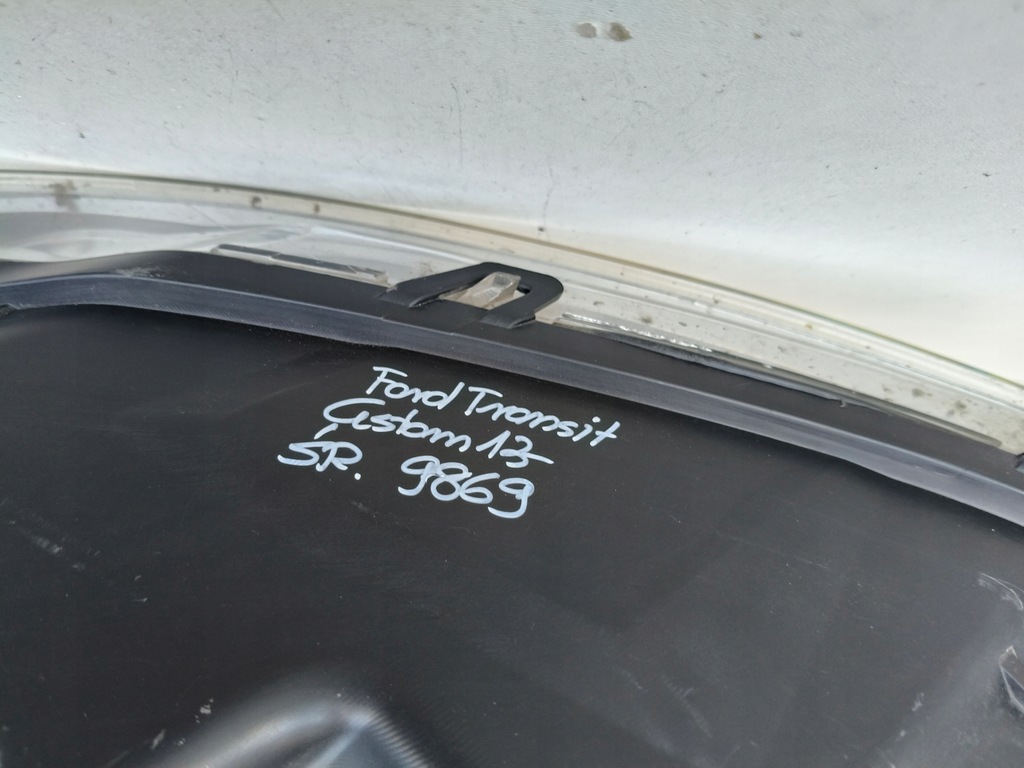 Ford Transit
Custom 13-
SR. 9869